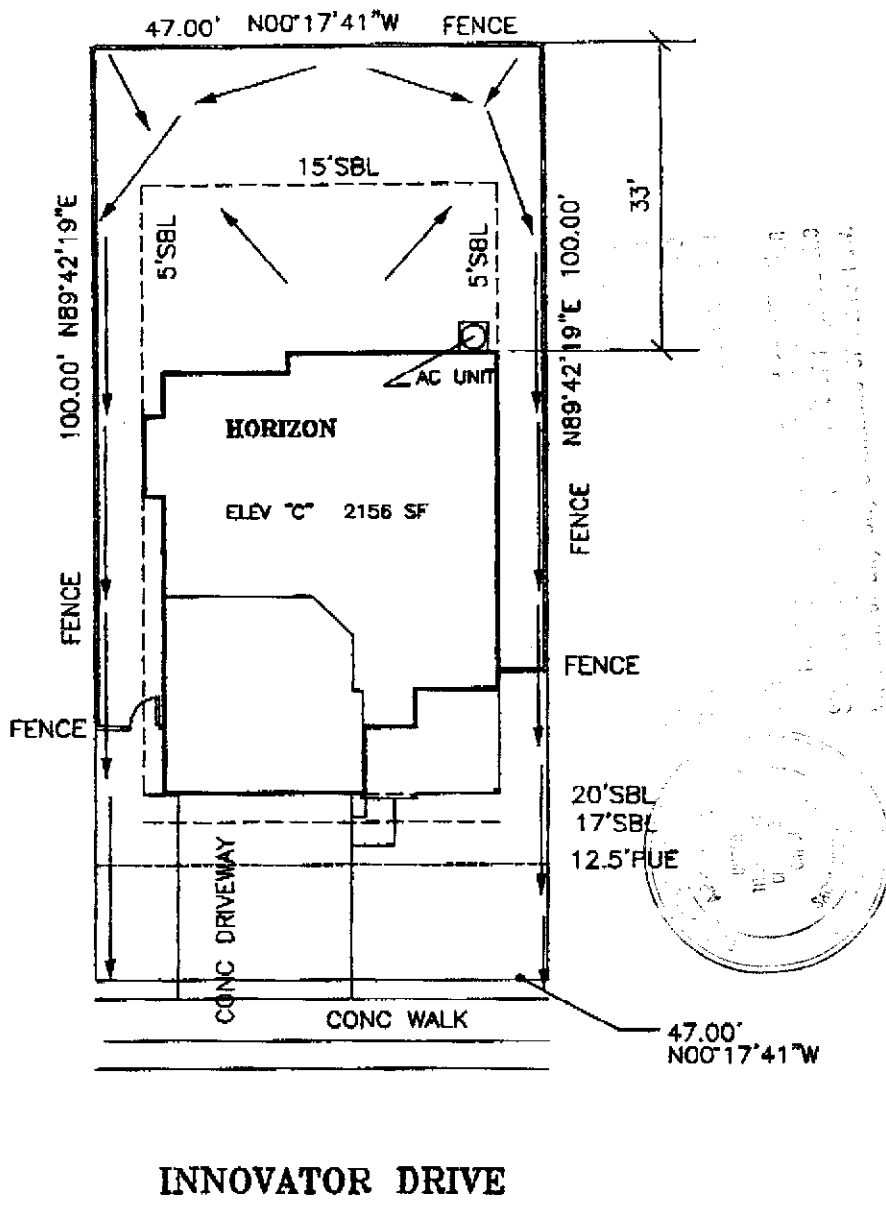 47.00' N00°17'41"W FENCE
15'SBL
33'
100.00' N89°42'19"E
5'SBL
5'SBL
N89°42'19"E 100.00'
AC UNIT
HORIZON
ELEV "C" 2156 SF
FENCE
FENCE
FENCE
FENCE
20'SBL
17'SBL
12.5'PUE
CONC DRIVEWAY
CONC WALK
47.00'
N00°17'41"W
INNOVATOR DRIVE